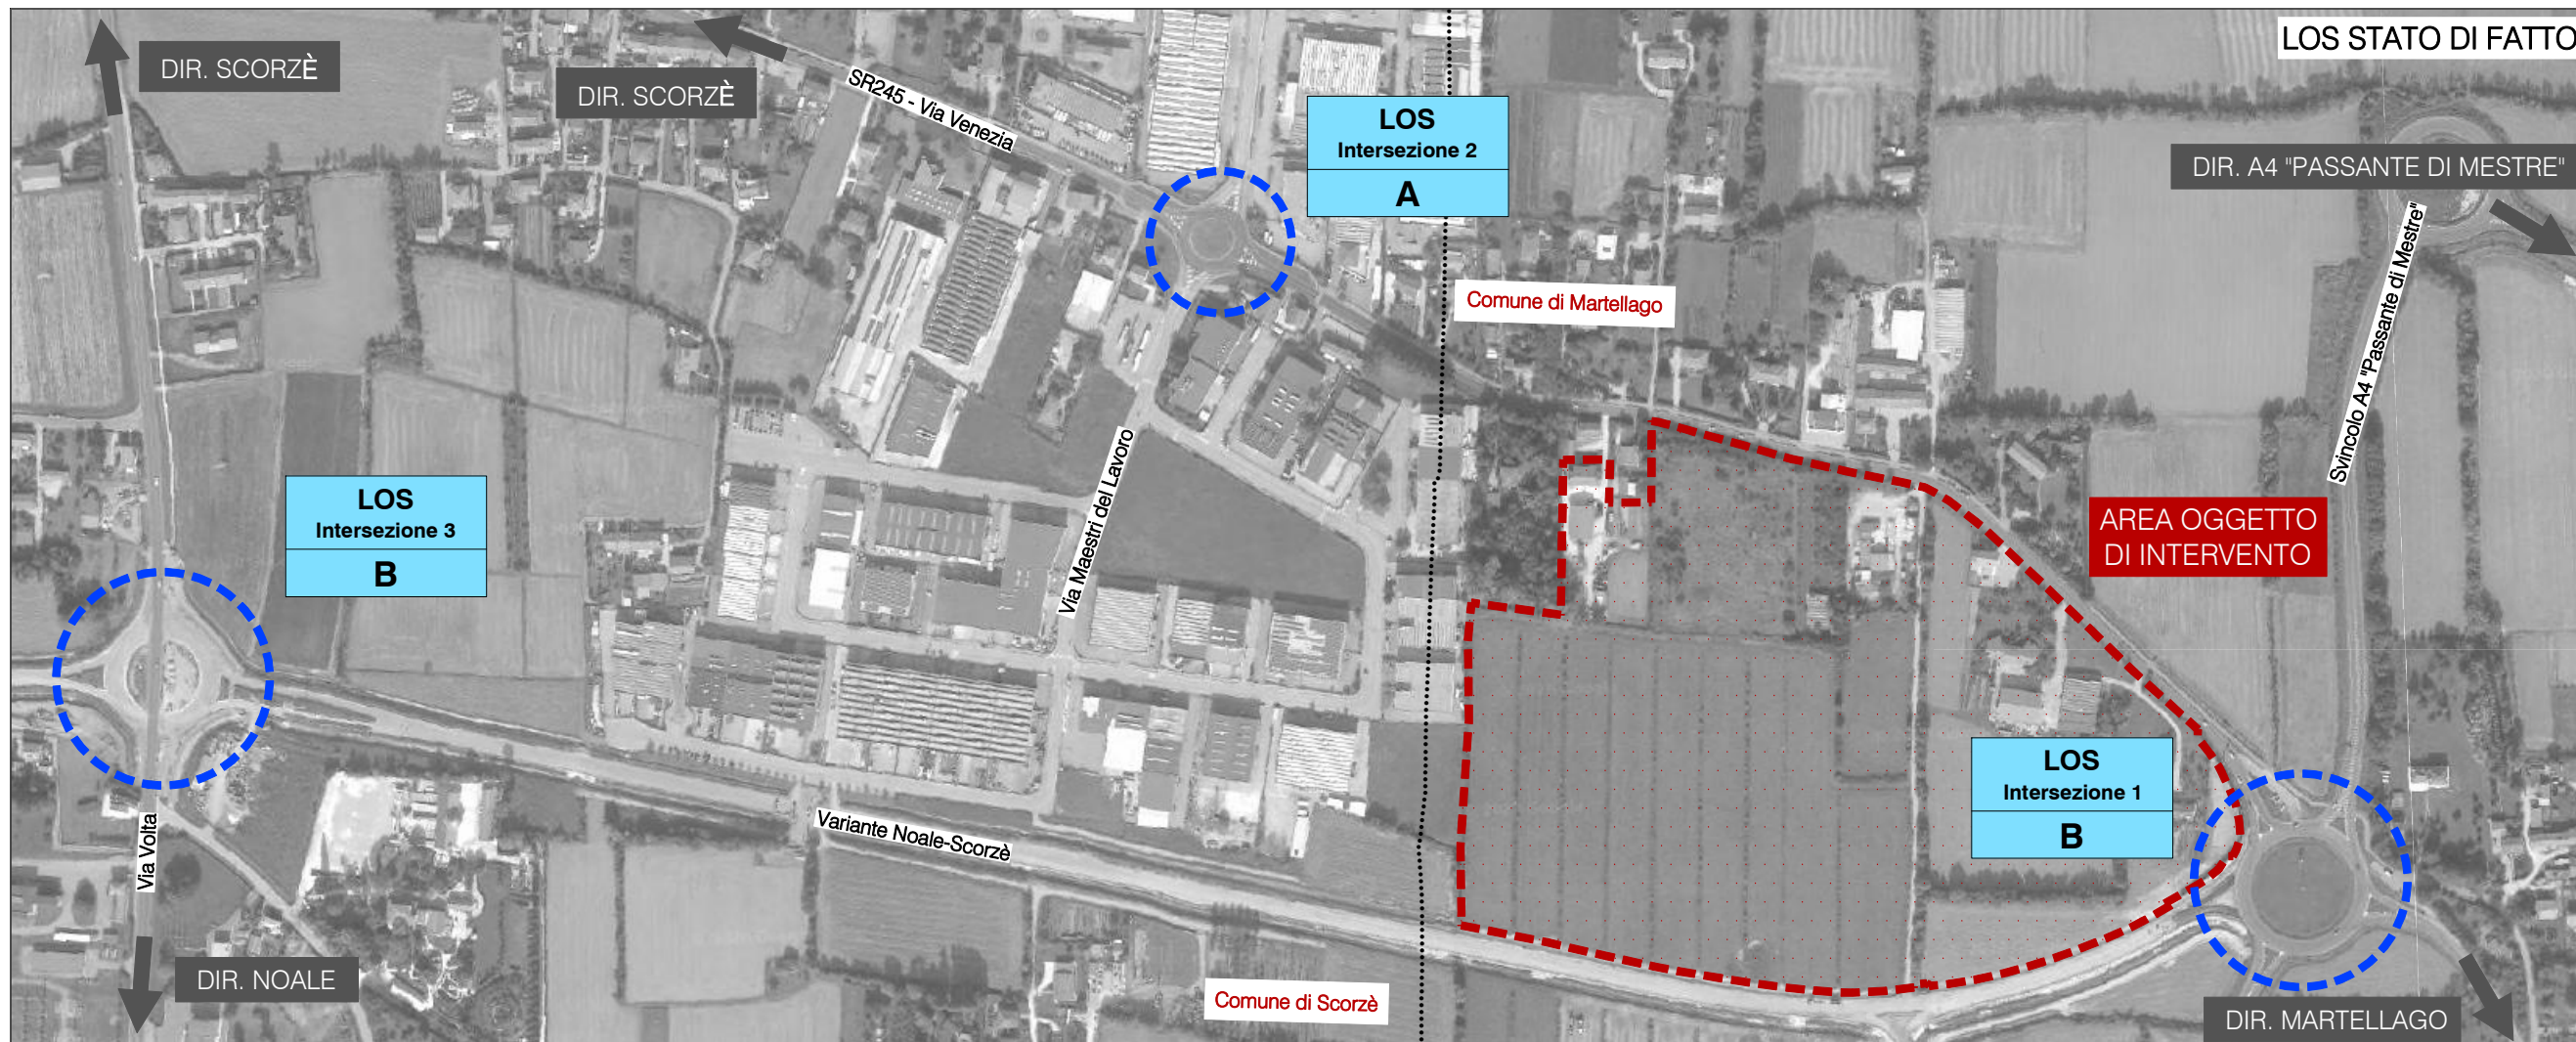 LOS STATO DI FATTO
DIR. SCORZÈ
DIR. SCORZÈ
SR245 - Via Venezia
LOS
Intersezione 2
A
DIR. A4 "PASSANTE DI MESTRE"
Svincolo A4 "Passante di Mestre"
Comune di Martellago
LOS
Intersezione 3
B
Via Maestri del Lavoro
AREA OGGETTO
DI INTERVENTO
LOS
Intersezione 1
B
Via Volta
Variante Noale-Scorzè
DIR. NOALE
Comune di Scorzè
DIR. MARTELLAGO